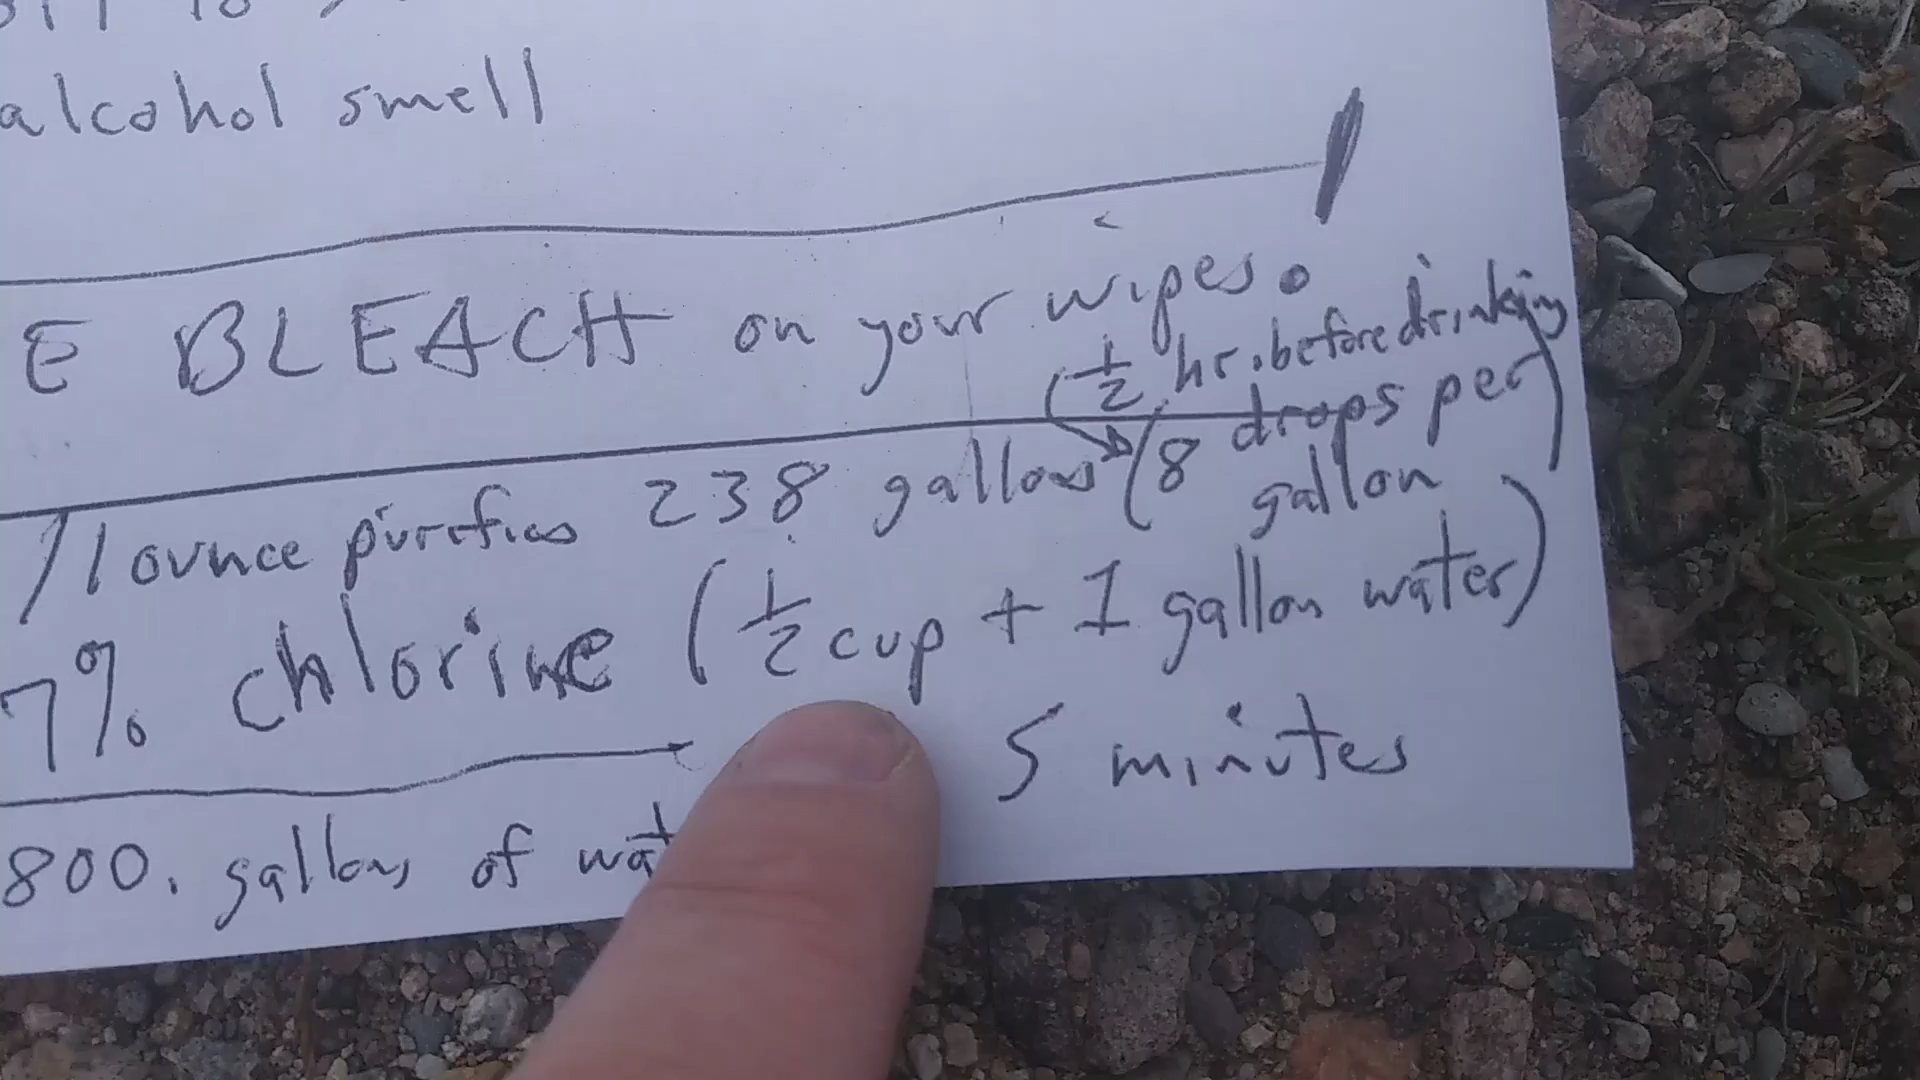 alcohol smell
E BLEACH on your wipes.
(1/2 hr. before drinking)
1 ounce purifies 238 gallons (8 drops per gallon
7% chlorine (1/2 cup + 1 gallon water)
5 minutes
800. gallons of wat